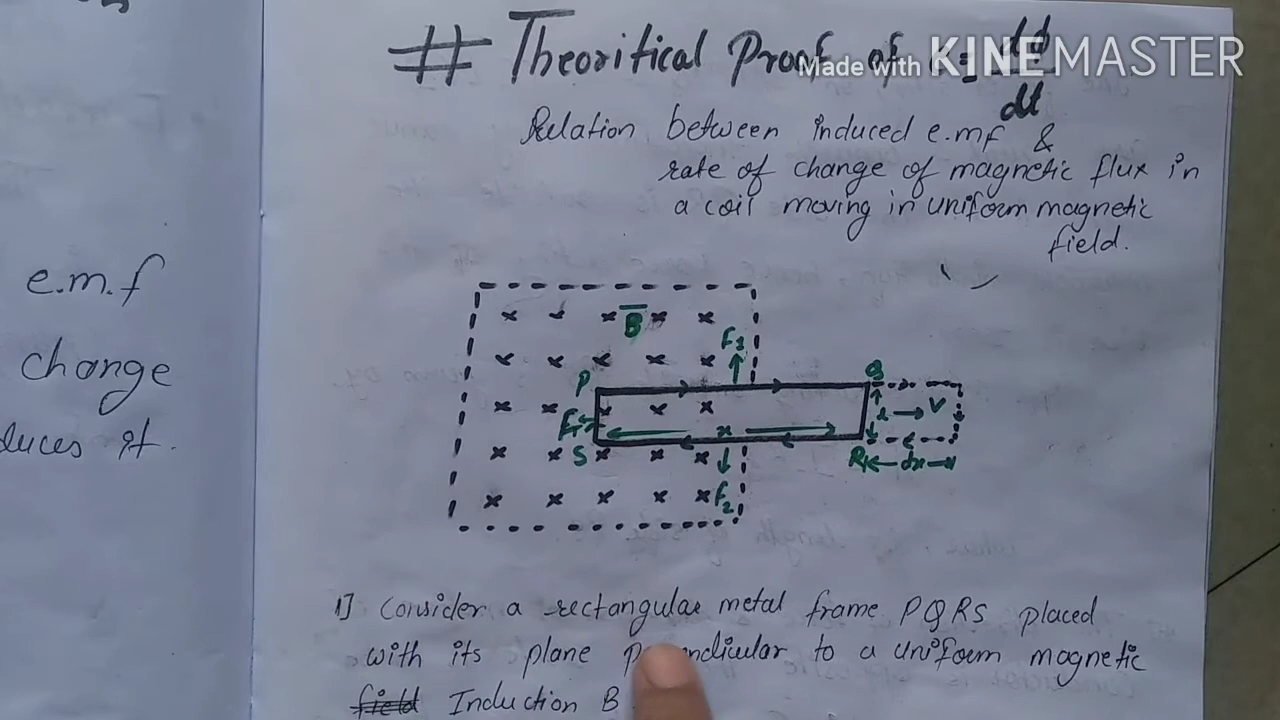 # Theoritical Proof of e = dφ
dt
Made with KINEMASTER
Relation between induced e.mf &
rate of change of magnetic flux in
a coil moving in uniform magnetic
field.
e.m.f
change
duces it.
B
F3
P
Q
F1
x
l → V
S
R
dx
F2
1] Consider a rectangular metal frame PQRS placed
with its plane to a uniform magnetic
field Induction B